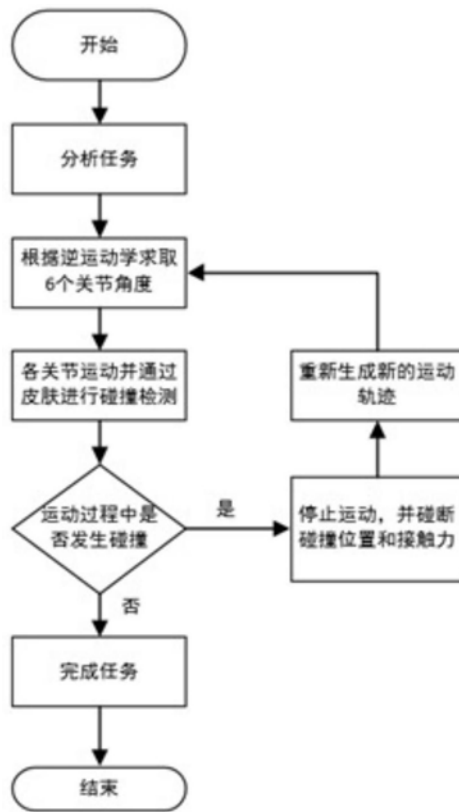 开始
分析任务
根据逆运动学求取
6个关节角度
各关节运动并通过
皮肤进行碰撞检测
重新生成新的运动
轨迹
运动过程中是
否发生碰撞
是
停止运动，并碰断
碰撞位置和接触力
否
完成任务
结束